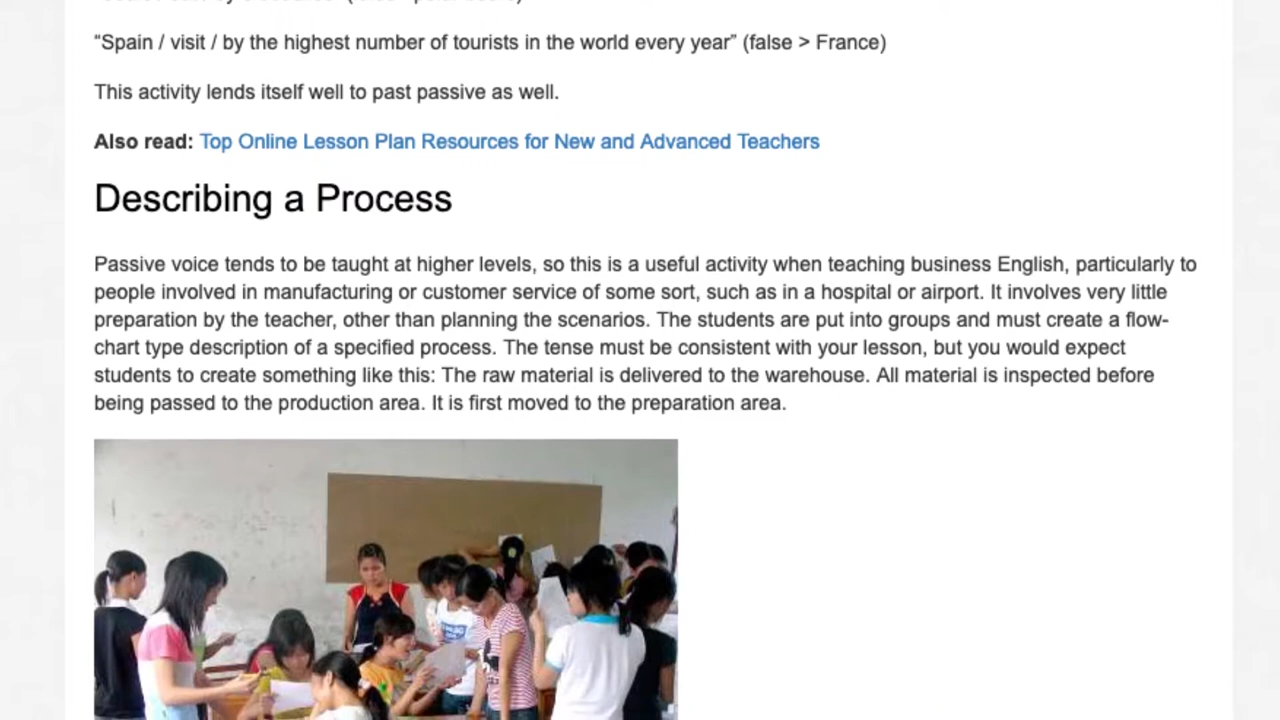 “Spain / visit / by the highest number of tourists in the world every year” (false > France)
This activity lends itself well to past passive as well.
Also read: Top Online Lesson Plan Resources for New and Advanced Teachers
Describing a Process
Passive voice tends to be taught at higher levels, so this is a useful activity when teaching business English, particularly to
people involved in manufacturing or customer service of some sort, such as in a hospital or airport. It involves very little
preparation by the teacher, other than planning the scenarios. The students are put into groups and must create a flow-
chart type description of a specified process. The tense must be consistent with your lesson, but you would expect
students to create something like this: The raw material is delivered to the warehouse. All material is inspected before
being passed to the production area. It is first moved to the preparation area.